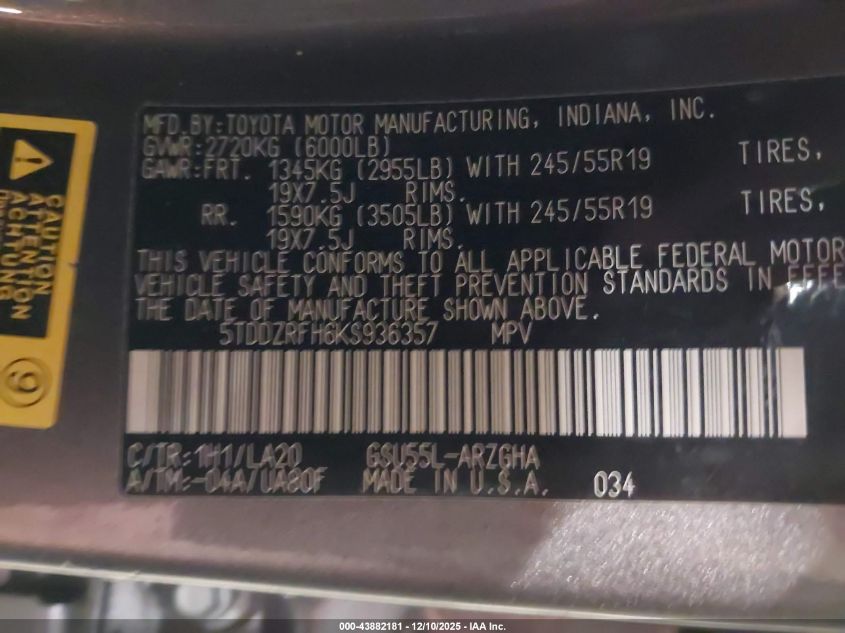 MFD.BY:TOYOTA MOTOR MANUFACTURING, INDIANA, INC.
GVWR:2720KG (6000LB)
GAWR:FRT. 1345KG (2955LB) WITH 245/55R19 TIRES,
19X7.5J RIMS.
RR. 1590KG (3505LB) WITH 245/55R19 TIRES,
19X7.5J RIMS.
THIS VEHICLE CONFORMS TO ALL APPLICABLE FEDERAL MOTOR
VEHICLE SAFETY AND THEFT PREVENTION STANDARDS IN EFFE
THE DATE OF MANUFACTURE SHOWN ABOVE.
5TDDZRFH6KS936357 MPV
C/TR:1H1/LA20 GSU55L-ARZGHA
A/TM:-04A/UA80F MADE IN U.S.A. 034
CAUTION
ATTENTION
ACHTUNG
9
000-43882181 - 12/10/2025 - IAA Inc.